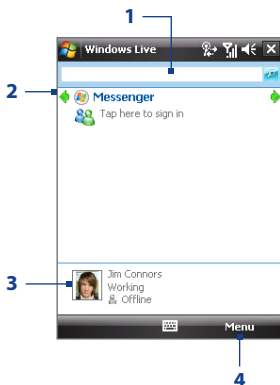 1
Windows Live
2
Messenger
Tap here to sign in
3
Jim Connors
Working
Offline
Menu
4